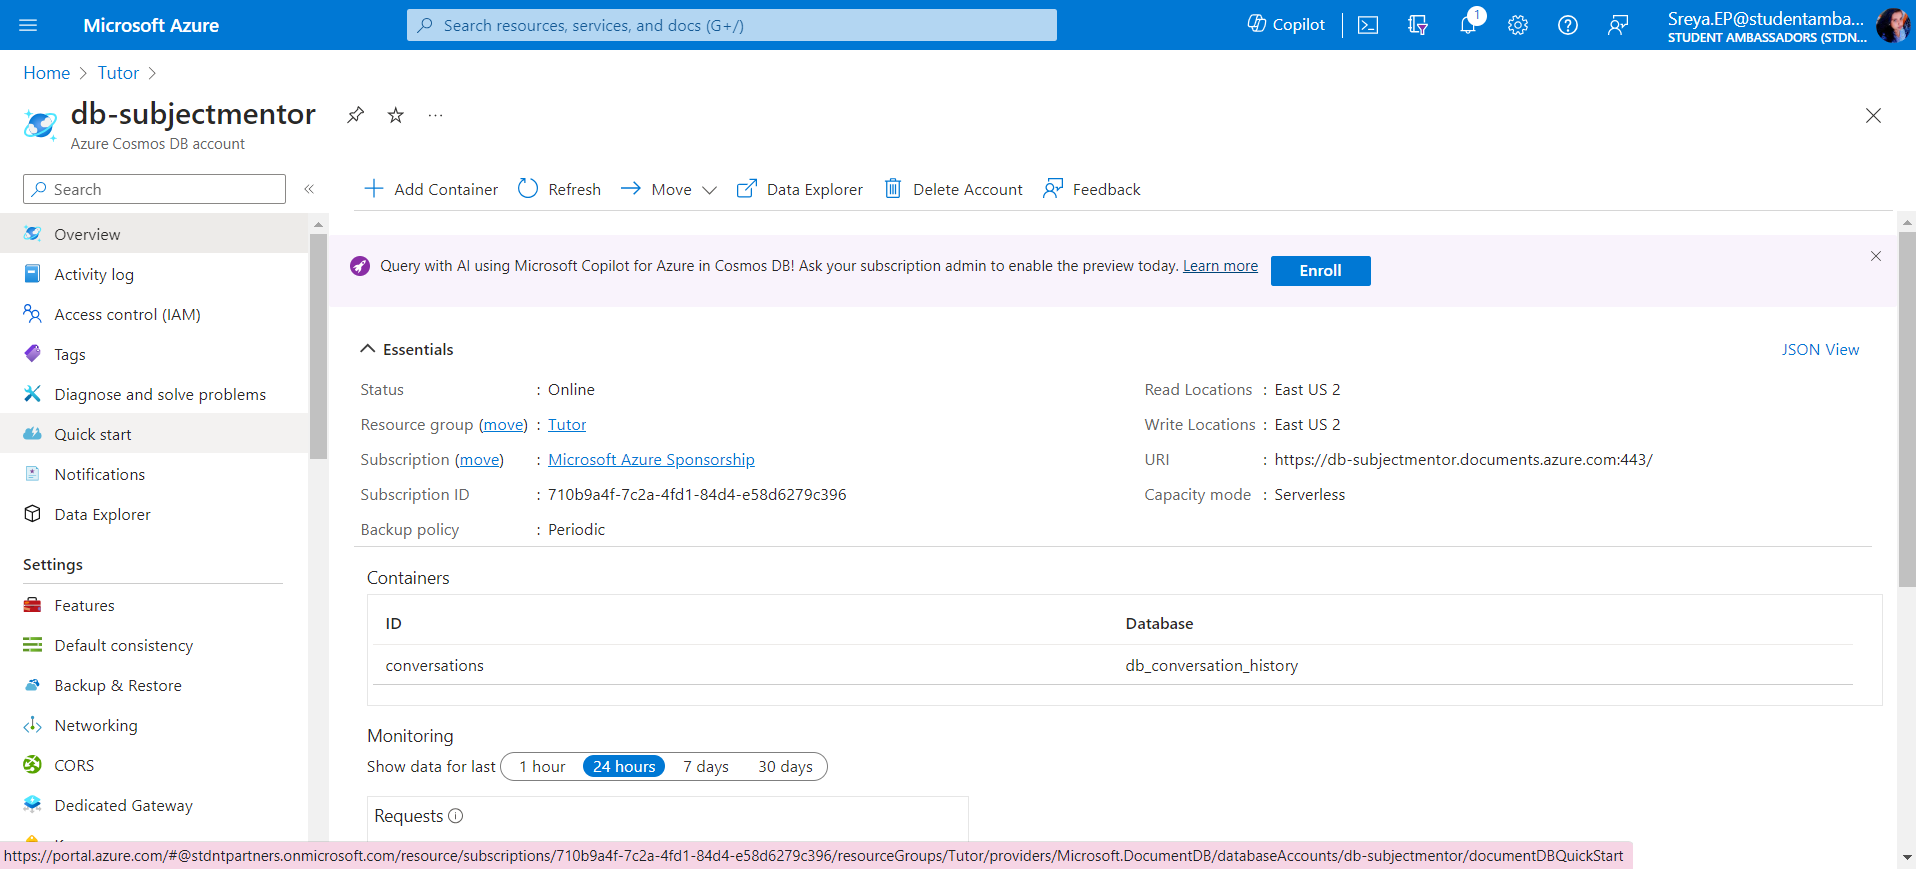 Microsoft Azure
Search resources, services, and docs (G+/)
Copilot
1
Sreya.EP@studentamba...
STUDENT AMBASSADORS (STDN...
Home > Tutor >
db-subjectmentor
Azure Cosmos DB account
Search
Add Container
Refresh
Move
Data Explorer
Delete Account
Feedback
Overview
Activity log
Access control (IAM)
Tags
Diagnose and solve problems
Quick start
Notifications
Data Explorer
Settings
Features
Default consistency
Backup & Restore
Networking
CORS
Dedicated Gateway
Query with AI using Microsoft Copilot for Azure in Cosmos DB! Ask your subscription admin to enable the preview today. Learn more
Enroll
Essentials
JSON View
Status : Online
Resource group (move) : Tutor
Subscription (move) : Microsoft Azure Sponsorship
Subscription ID : 710b9a4f-7c2a-4fd1-84d4-e58d6279c396
Backup policy : Periodic
Read Locations : East US 2
Write Locations : East US 2
URI : https://db-subjectmentor.documents.azure.com:443/
Capacity mode : Serverless
Containers
ID Database
conversations db_conversation_history
Monitoring
Show data for last 1 hour 24 hours 7 days 30 days
Requests
https://portal.azure.com/#@stdntpartners.onmicrosoft.com/resource/subscriptions/710b9a4f-7c2a-4fd1-84d4-e58d6279c396/resourceGroups/Tutor/providers/Microsoft.DocumentDB/databaseAccounts/db-subjectmentor/documentDBQuickStart